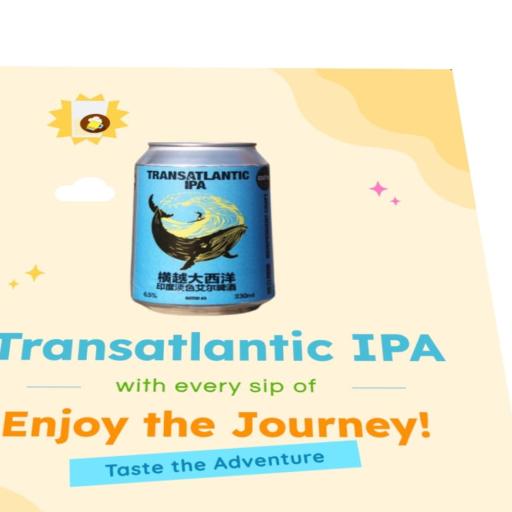 TRANSATLANTIC
IPA
横越大西洋
印度淡色艾尔啤酒
6.5%
330ml
Transatlantic IPA
with every sip of
Enjoy the Journey!
Taste the Adventure